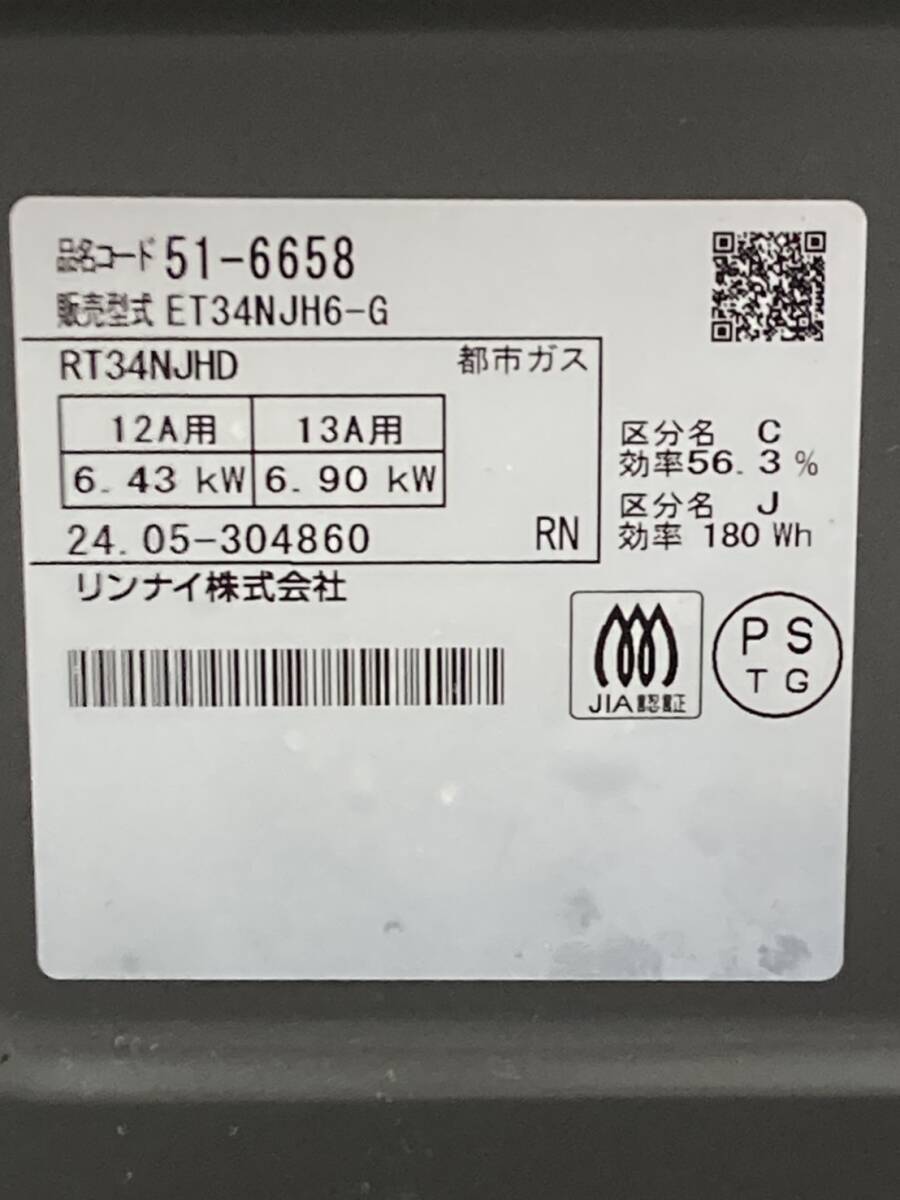 品名コード 51-6658
販売型式 ET34NJH6-G
RT34NJHD 都市ガス
12A用 13A用
6.43 kW 6.90 kW
24.05-304860 RN
リンナイ株式会社
区分名 C
効率56.3 %
区分名 J
効率 180 Wh
JIA認証
PS
TG